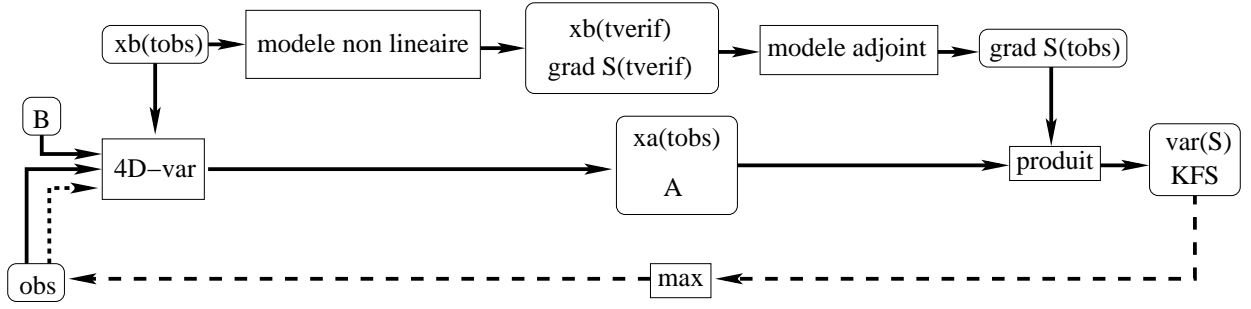 xb(tobs)
modele non lineaire
xb(tverif)
grad S(tverif)
modele adjoint
grad S(tobs)
B
4D−var
xa(tobs)
A
produit
var(S)
KFS
obs
max